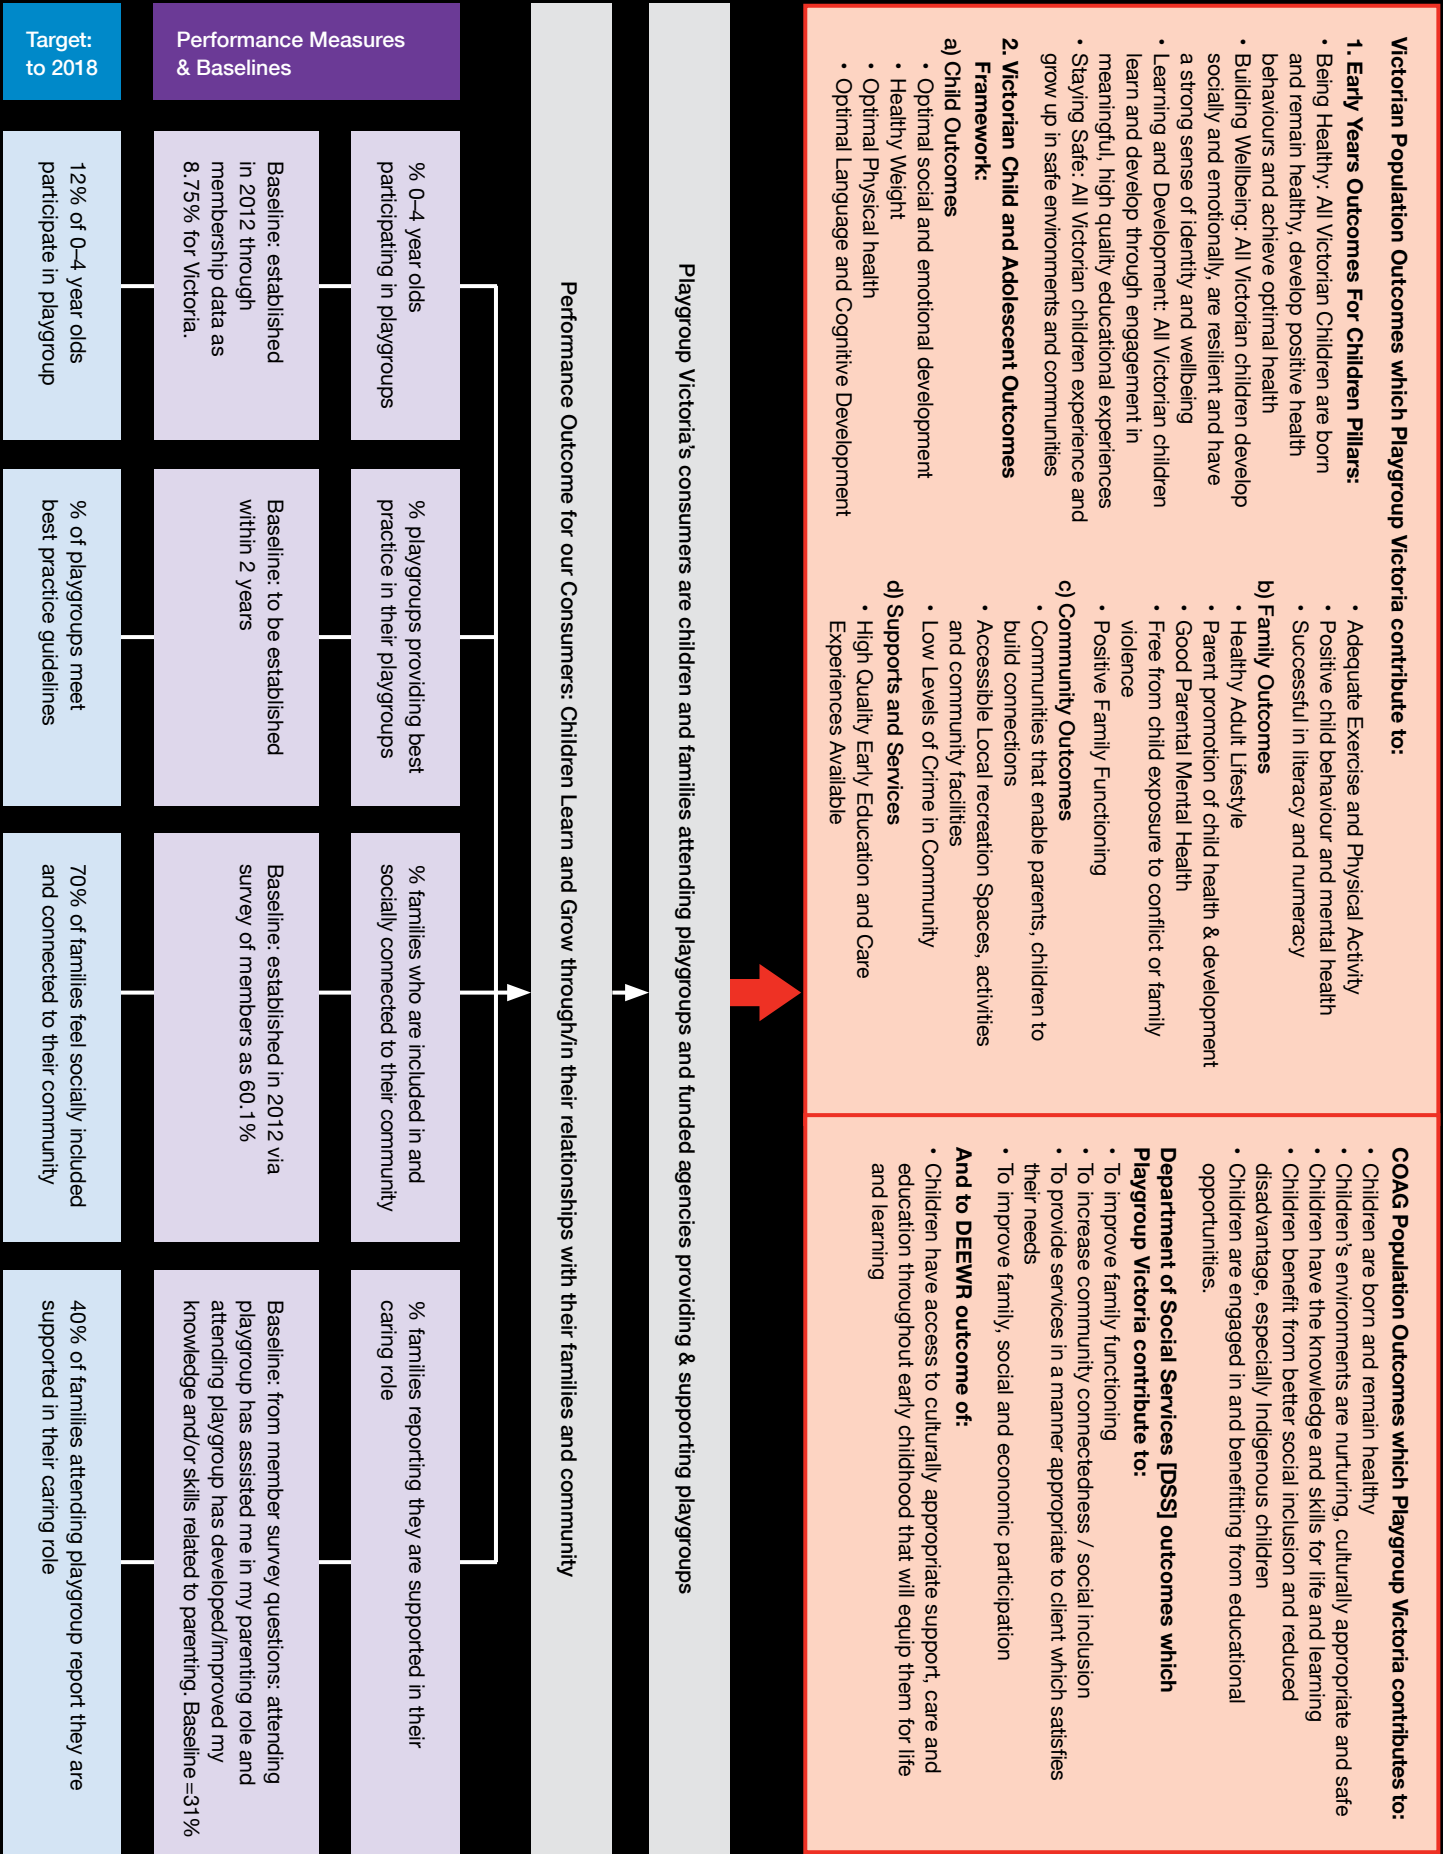 Victorian Population Outcomes which Playgroup Victoria contribute to:
1. Early Years Outcomes For Children Pillars:
• Being Healthy: All Victorian Children are born
and remain healthy, develop positive health
behaviours and achieve optimal health
• Building Wellbeing: All Victorian children develop
socially and emotionally, are resilient and have
a strong sense of identity and wellbeing
• Learning and Development: All Victorian children
learn and develop through engagement in
meaningful, high quality educational experiences
• Staying Safe: All Victorian children experience and
grow up in safe environments and communities
2. Victorian Child and Adolescent Outcomes
Framework:
a) Child Outcomes
• Optimal social and emotional development
• Healthy Weight
• Optimal Physical health
• Optimal Language and Cognitive Development
• Adequate Exercise and Physical Activity
• Positive child behaviour and mental health
• Successful in literacy and numeracy
b) Family Outcomes
• Healthy Adult Lifestyle
• Parent promotion of child health & development
• Good Parental Mental Health
• Free from child exposure to conflict or family
violence
• Positive Family Functioning
c) Community Outcomes
• Communities that enable parents, children to
build connections
• Accessible Local recreation Spaces, activities
and community facilities
• Low Levels of Crime in Community
d) Supports and Services
• High Quality Early Education and Care
Experiences Available
COAG Population Outcomes which Playgroup Victoria contributes to:
• Children are born and remain healthy
• Children's environments are nurturing, culturally appropriate and safe
• Children have the knowledge and skills for life and learning
• Children benefit from better social inclusion and reduced
disadvantage, especially Indigenous children
• Children are engaged in and benefitting from educational
opportunities.
Department of Social Services [DSS] outcomes which
Playgroup Victoria contribute to:
• To improve family functioning
• To increase community connectedness / social inclusion
• To provide services in a manner appropriate to client which satisfies
their needs
• To improve family, social and economic participation
And to DEEWR outcome of:
• Children have access to culturally appropriate support, care and
education throughout early childhood that will equip them for life
and learning
Playgroup Victoria's consumers are children and families attending playgroups and funded agencies providing & supporting playgroups
Performance Outcome for our Consumers: Children Learn and Grow through/in their relationships with their families and community
Performance Measures
& Baselines
% 0–4 year olds
participating in playgroups
% playgroups providing best
practice in their playgroups
% families who are included in and
socially connected to their community
% families reporting they are supported in their
caring role
Baseline: established
in 2012 through
membership data as
8.75% for Victoria.
Baseline: to be established
within 2 years
Baseline: established in 2012 via
survey of members as 60.1%
Baseline: from member survey questions: attending
playgroup has assisted me in my parenting role and
attending playgroup has developed/improved my
knowledge and/or skills related to parenting. Baseline =31%
Target:
to 2018
12% of 0–4 year olds
participate in playgroup
% of playgroups meet
best practice guidelines
70% of families feel socially included
and connected to their community
40% of families attending playgroup report they are
supported in their caring role